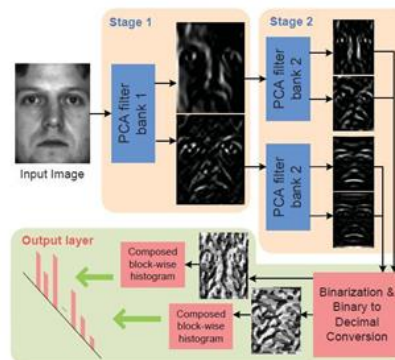 Stage 1
Stage 2
PCA filter
bank 1
Input Image
PCA filter
bank 2
PCA filter
bank 2
Output layer
Composed
block-wise
histogram
Composed
block-wise
histogram
Binarization &
Binary to
Decimal
Conversion